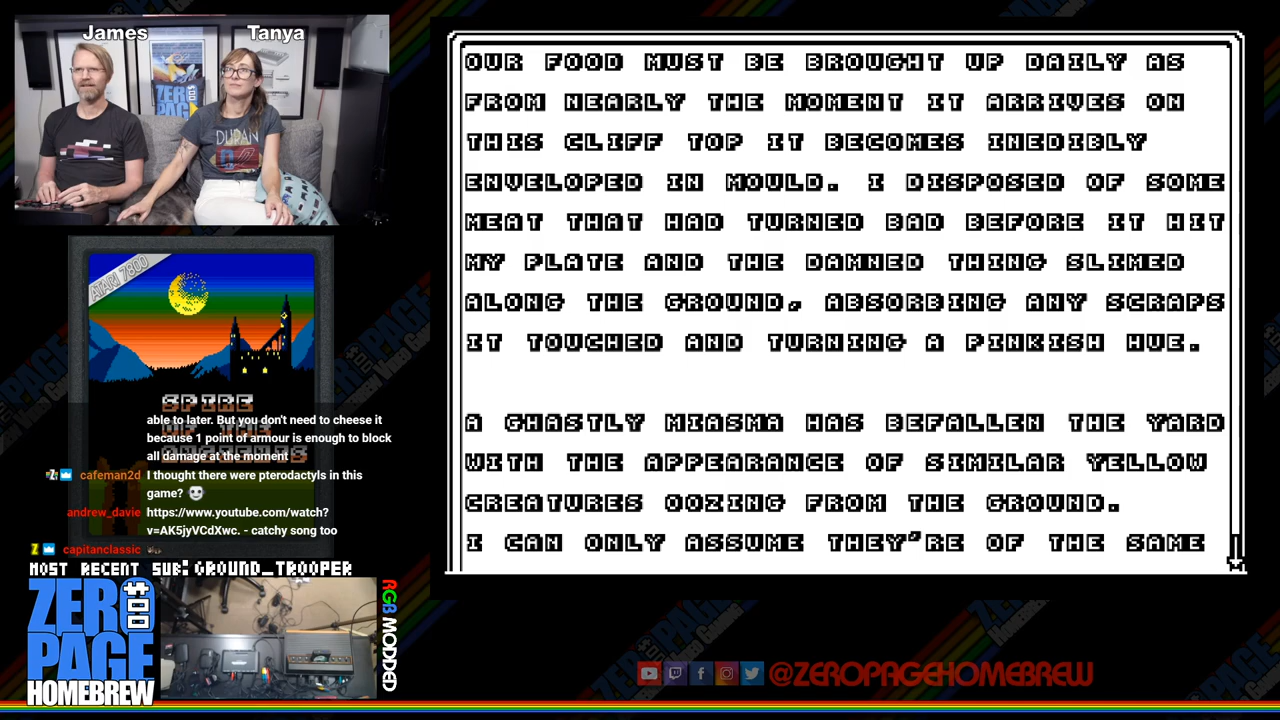 James
Tanya
ZERO
PAGE
DURAN
OUR FOOD MUST BE BROUGHT UP DAILY AS
FROM NEARLY THE MOMENT IT ARRIVES ON
THIS CLIFF TOP IT BECOMES INEDIBLY
ENVELOPED IN MOULD. I DISPOSED OF SOME
MEAT THAT HAD TURNED BAD BEFORE IT HIT
MY PLATE AND THE DAMNED THING SLIMED
ALONG THE GROUND, ABSORBING ANY SCRAPS
IT TOUCHED AND TURNING A PINKISH HUE.
A GHASTLY MIASMA HAS BEFALLEN THE YARD
WITH THE APPEARANCE OF SIMILAR YELLOW
CREATURES OOZING FROM THE GROUND.
I CAN ONLY ASSUME THEY'RE OF THE SAME
ATARI 7800
SPIRE
OF THE
able to later. But you don't need to cheese it
because 1 point of armour is enough to block
all damage at the moment
cafeman2d I thought there were pterodactyls in this
game?
andrew_davie https://www.youtube.com/watch?
v=AK5jyVCdXwc. - catchy song too
capitanclassic
MOST RECENT SUB: GROUND_TROOPER
ZERO
$00
PAGE
HOMEBREW
RGB MODDED
@ZEROPAGEHOMEBREW